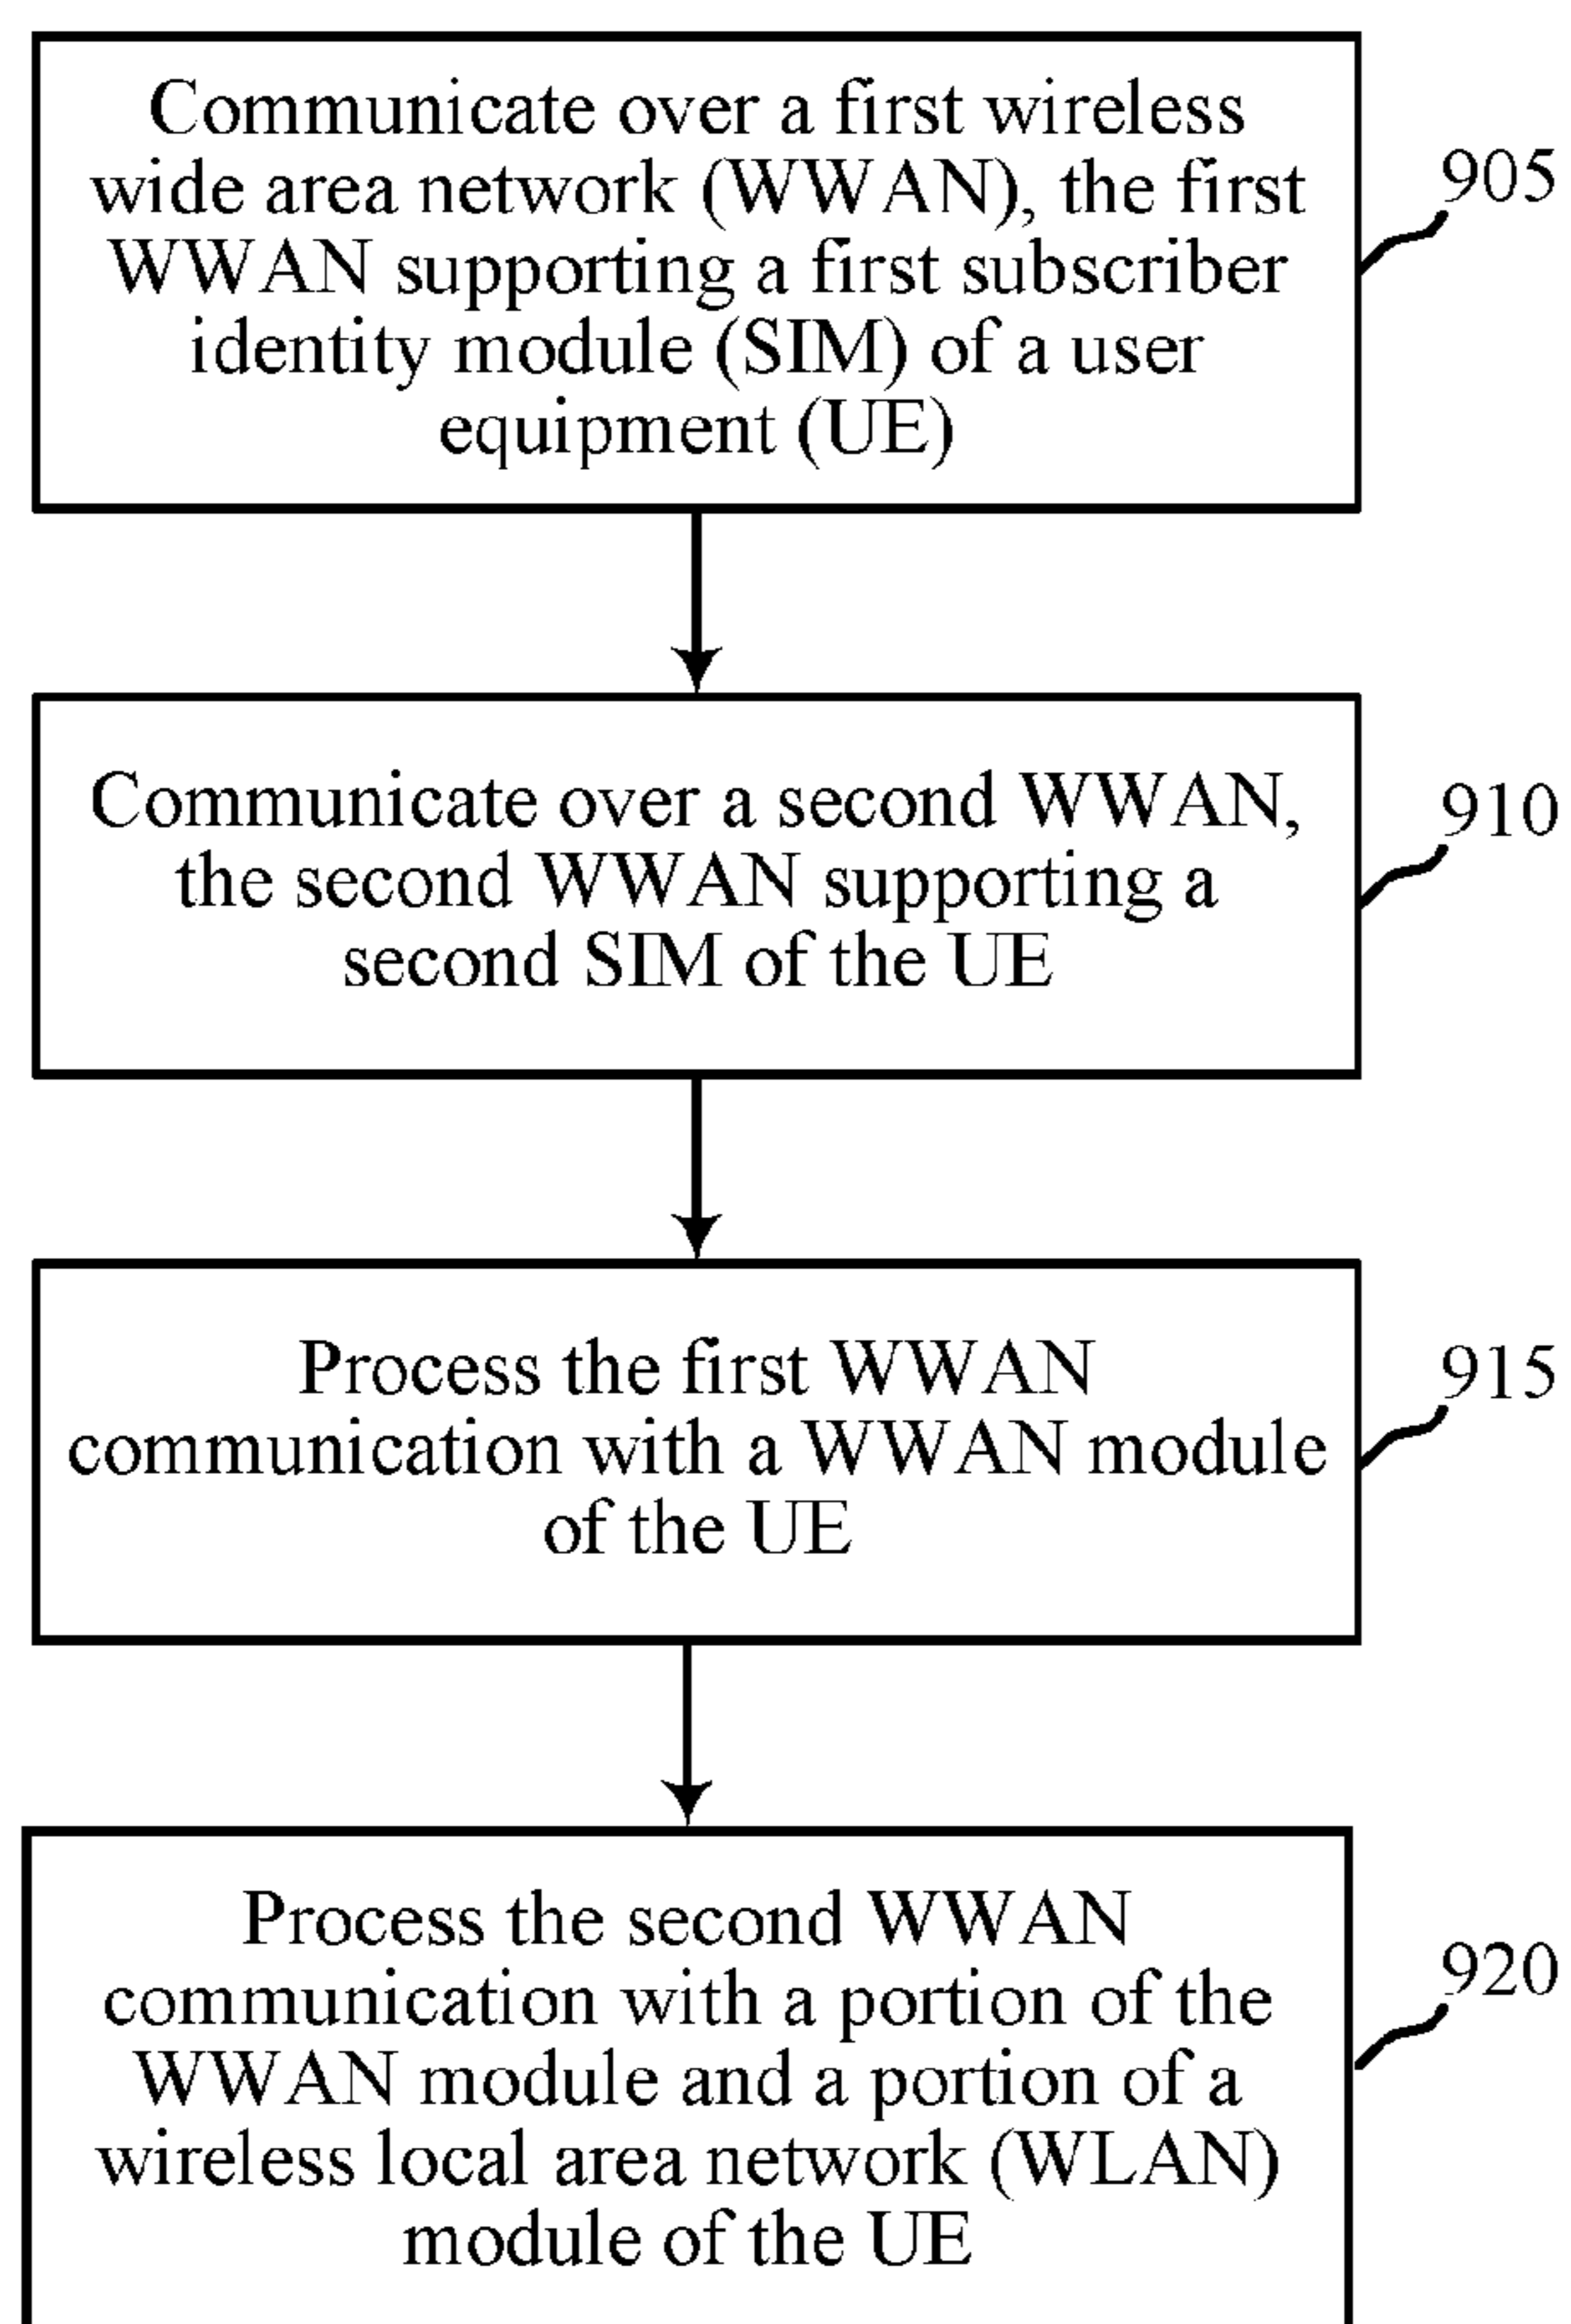 Communicate over a first wireless
wide area network (WWAN), the first
WWAN supporting a first subscriber
identity module (SIM) of a user
equipment (UE)
905
Communicate over a second WWAN,
the second WWAN supporting a
second SIM of the UE
910
Process the first WWAN
communication with a WWAN module
of the UE
915
Process the second WWAN
communication with a portion of the
WWAN module and a portion of a
wireless local area network (WLAN)
module of the UE
920